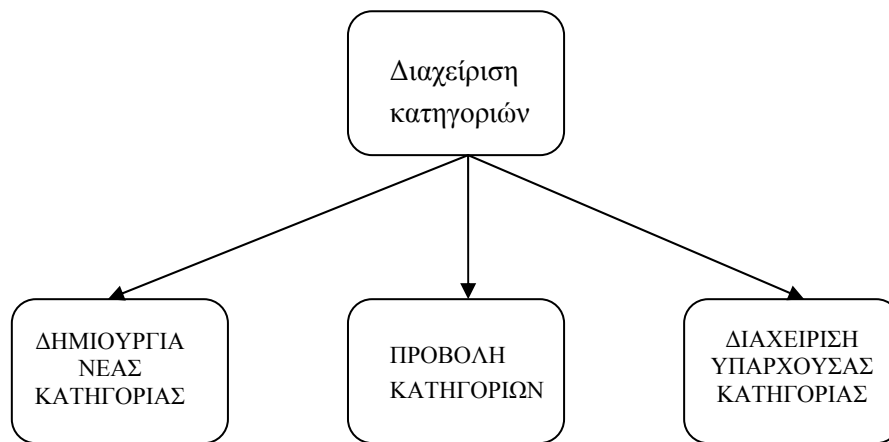 Διαχείριση
κατηγοριών
ΔΗΜΙΟΥΡΓΙΑ
ΝΕΑΣ
ΚΑΤΗΓΟΡΙΑΣ
ΠΡΟΒΟΛΗ
ΚΑΤΗΓΟΡΙΩΝ
ΔΙΑΧΕΙΡΙΣΗ
ΥΠΑΡΧΟΥΣΑΣ
ΚΑΤΗΓΟΡΙΑΣ